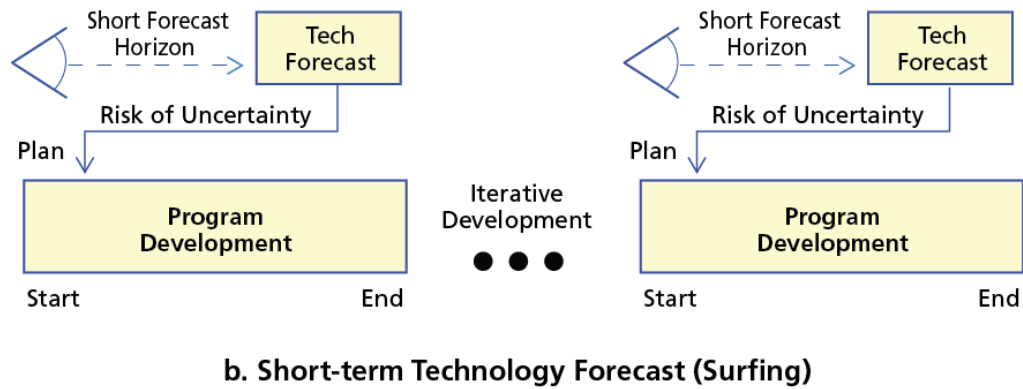 Short Forecast
Horizon
Tech
Forecast
Risk of Uncertainty
Plan
Program
Development
Start
End
Iterative
Development
Short Forecast
Horizon
Tech
Forecast
Risk of Uncertainty
Plan
Program
Development
Start
End
b. Short-term Technology Forecast (Surfing)